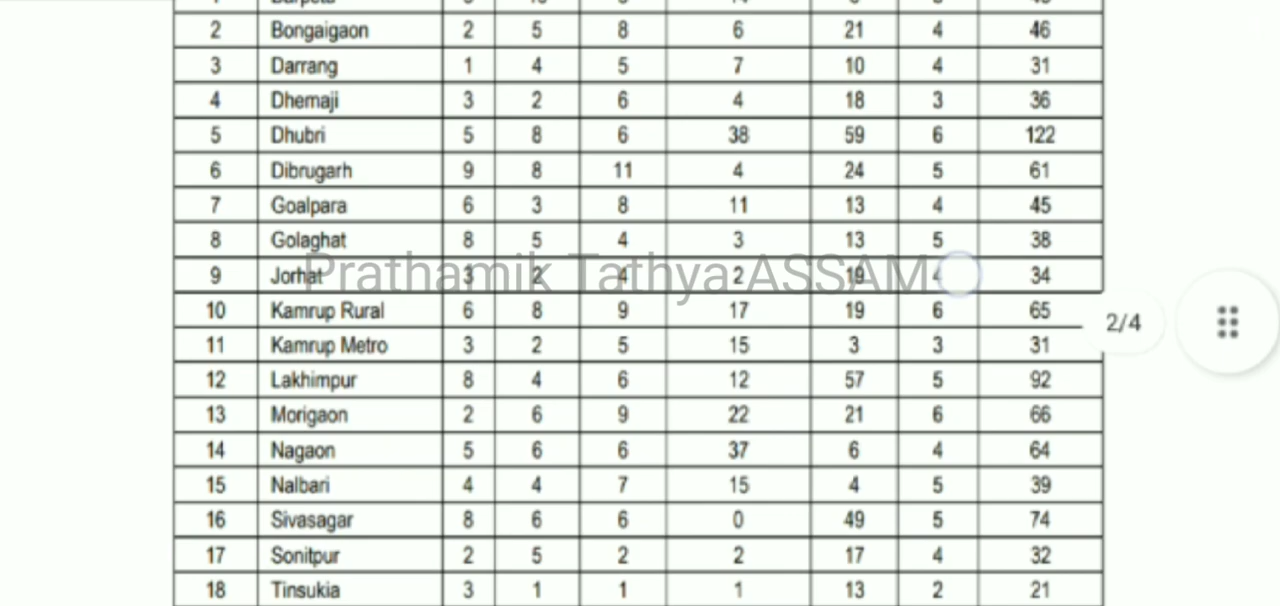 2 Bongaigaon 2 5 8 6 21 4 46
3 Darrang 1 4 5 7 10 4 31
4 Dhemaji 3 2 6 4 18 3 36
5 Dhubri 5 8 6 38 59 6 122
6 Dibrugarh 9 8 11 4 24 5 61
7 Goalpara 6 3 8 11 13 4 45
8 Golaghat 8 5 4 3 13 5 38
Prathamik Tathya ASSAM
9 Jorhat 3 2 4 2 19 4 34
10 Kamrup Rural 6 8 9 17 19 6 65
2/4
11 Kamrup Metro 3 2 5 15 3 3 31
12 Lakhimpur 8 4 6 12 57 5 92
13 Morigaon 2 6 9 22 21 6 66
14 Nagaon 5 6 6 37 6 4 64
15 Nalbari 4 4 7 15 4 5 39
16 Sivasagar 8 6 6 0 49 5 74
17 Sonitpur 2 5 2 2 17 4 32
18 Tinsukia 3 1 1 1 13 2 21